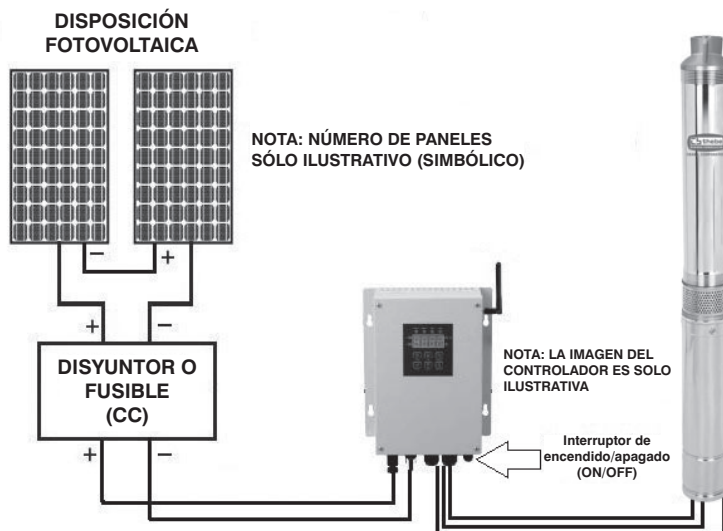 DISPOSICIÓN
FOTOVOLTAICA
NOTA: NÚMERO DE PANELES
SÓLO ILUSTRATIVO (SIMBÓLICO)
− +
+ −
DISYUNTOR O
FUSIBLE
(CC)
+ −
NOTA: LA IMAGEN DEL
CONTROLADOR ES SOLO
ILUSTRATIVA
Interruptor de
encendido/apagado
(ON/OFF)